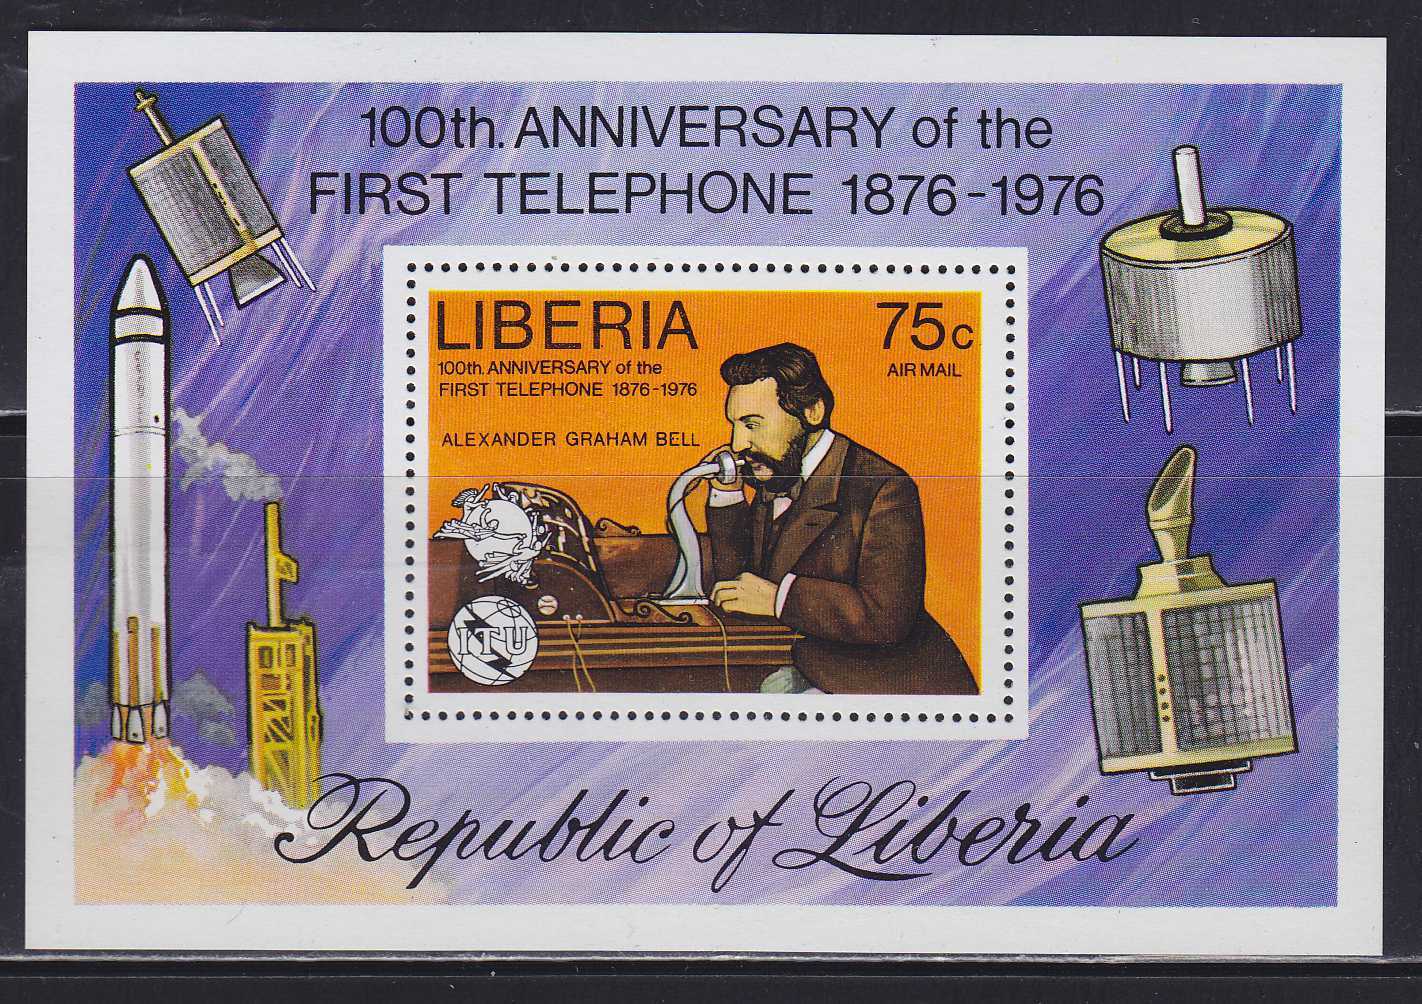 100th. ANNIVERSARY of the
FIRST TELEPHONE 1876-1976
LIBERIA 75c
AIR MAIL
100th. ANNIVERSARY of the
FIRST TELEPHONE 1876-1976
ALEXANDER GRAHAM BELL
ITU
Republic of Liberia